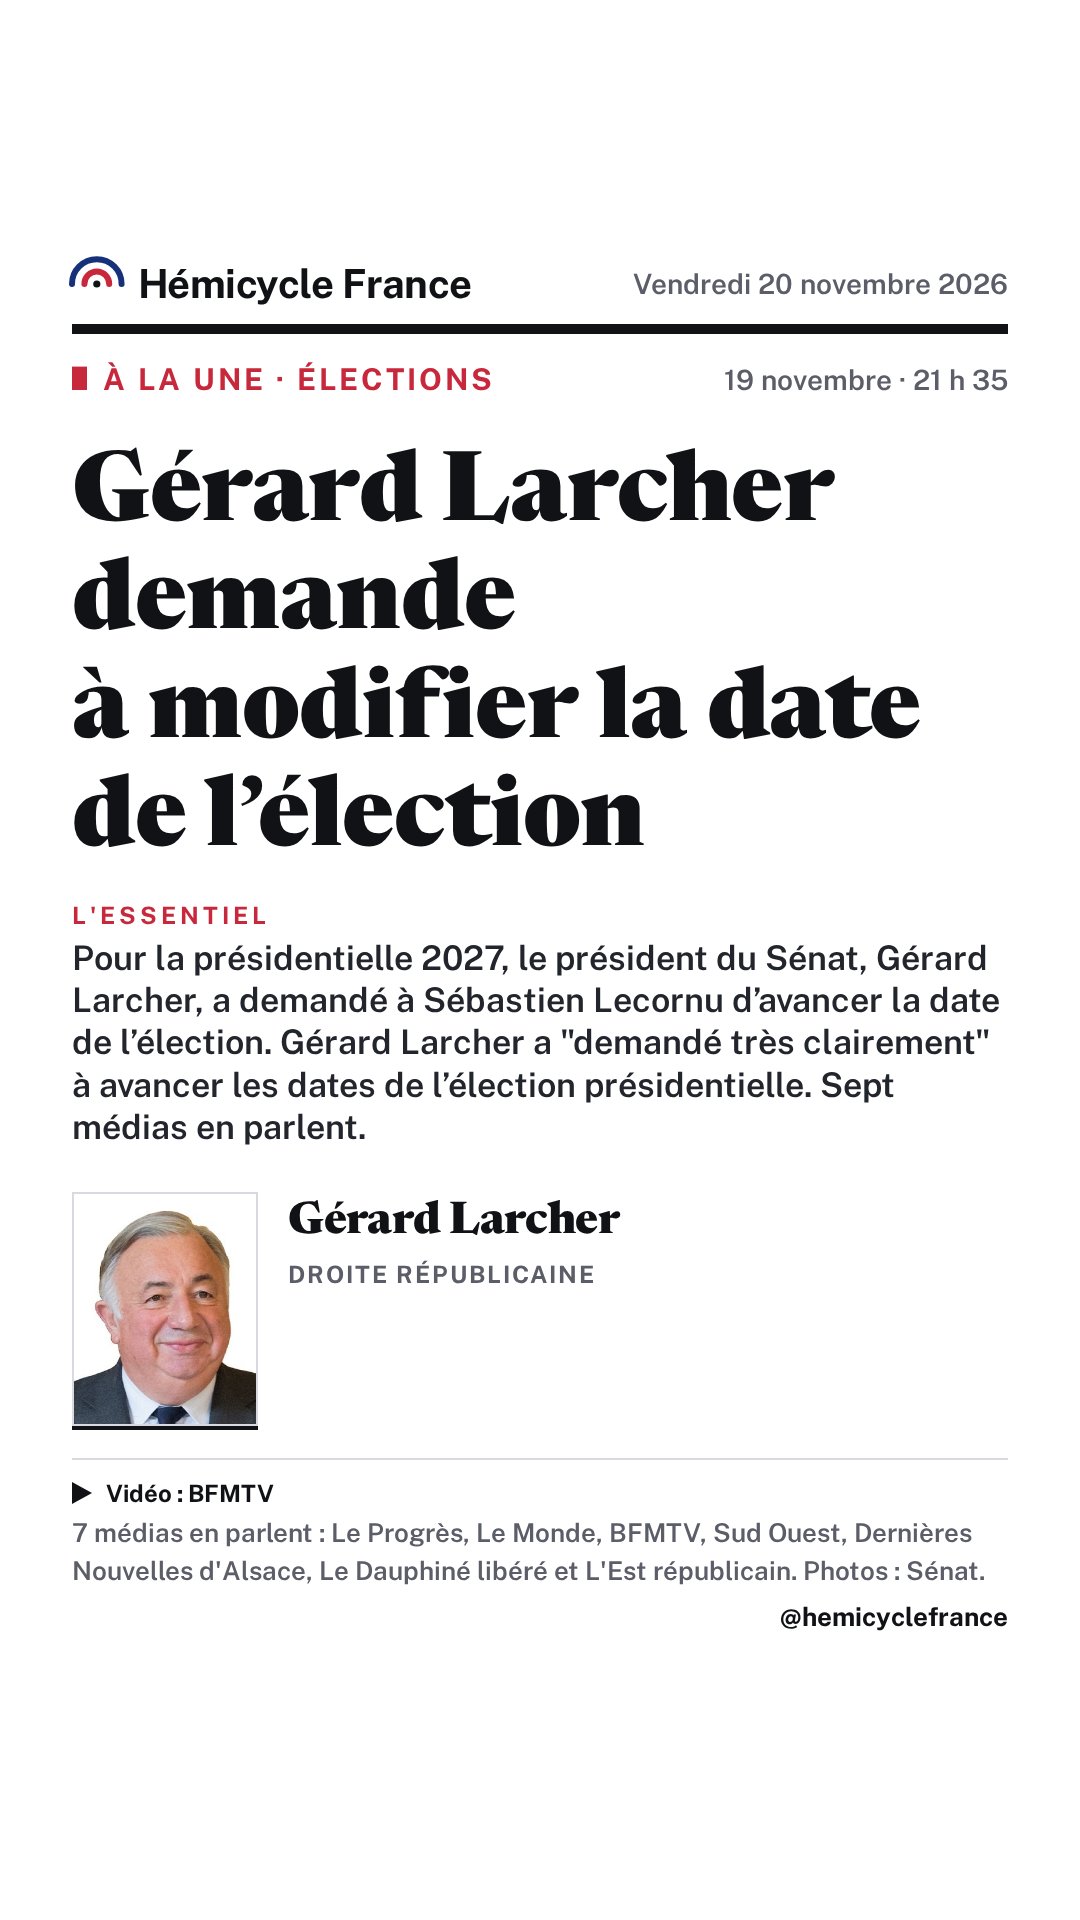 Hémicycle France
Vendredi 20 novembre 2026
À LA UNE · ÉLECTIONS
19 novembre · 21 h 35
Gérard Larcher
demande
à modifier la date
de l’élection
L'ESSENTIEL
Pour la présidentielle 2027, le président du Sénat, Gérard
Larcher, a demandé à Sébastien Lecornu d’avancer la date
de l’élection. Gérard Larcher a "demandé très clairement"
à avancer les dates de l’élection présidentielle. Sept
médias en parlent.
Gérard Larcher
DROITE RÉPUBLICAINE
Vidéo : BFMTV
7 médias en parlent : Le Progrès, Le Monde, BFMTV, Sud Ouest, Dernières
Nouvelles d'Alsace, Le Dauphiné libéré et L'Est républicain. Photos : Sénat.
@hemicyclefrance